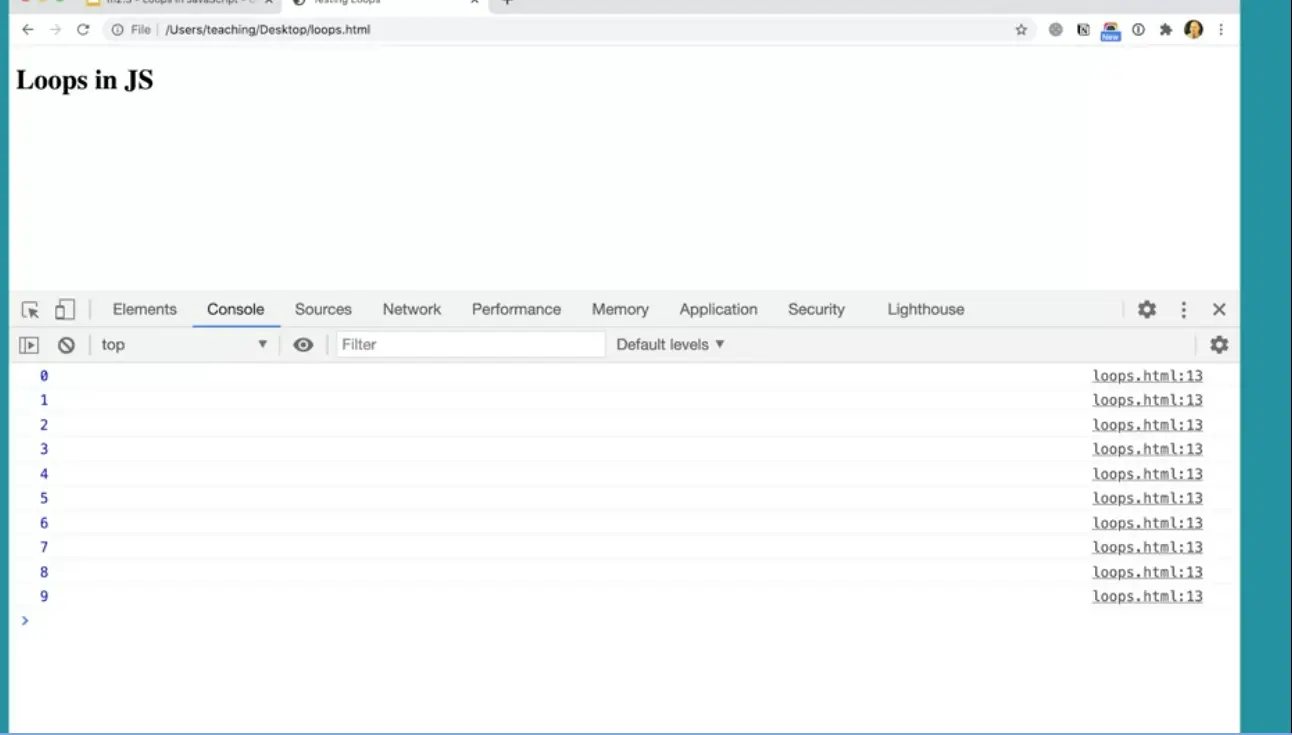 File /Users/teaching/Desktop/loops.html
New
Loops in JS
Elements Console Sources Network Performance Memory Application Security Lighthouse
top Filter Default levels
0 loops.html:13
1 loops.html:13
2 loops.html:13
3 loops.html:13
4 loops.html:13
5 loops.html:13
6 loops.html:13
7 loops.html:13
8 loops.html:13
9 loops.html:13